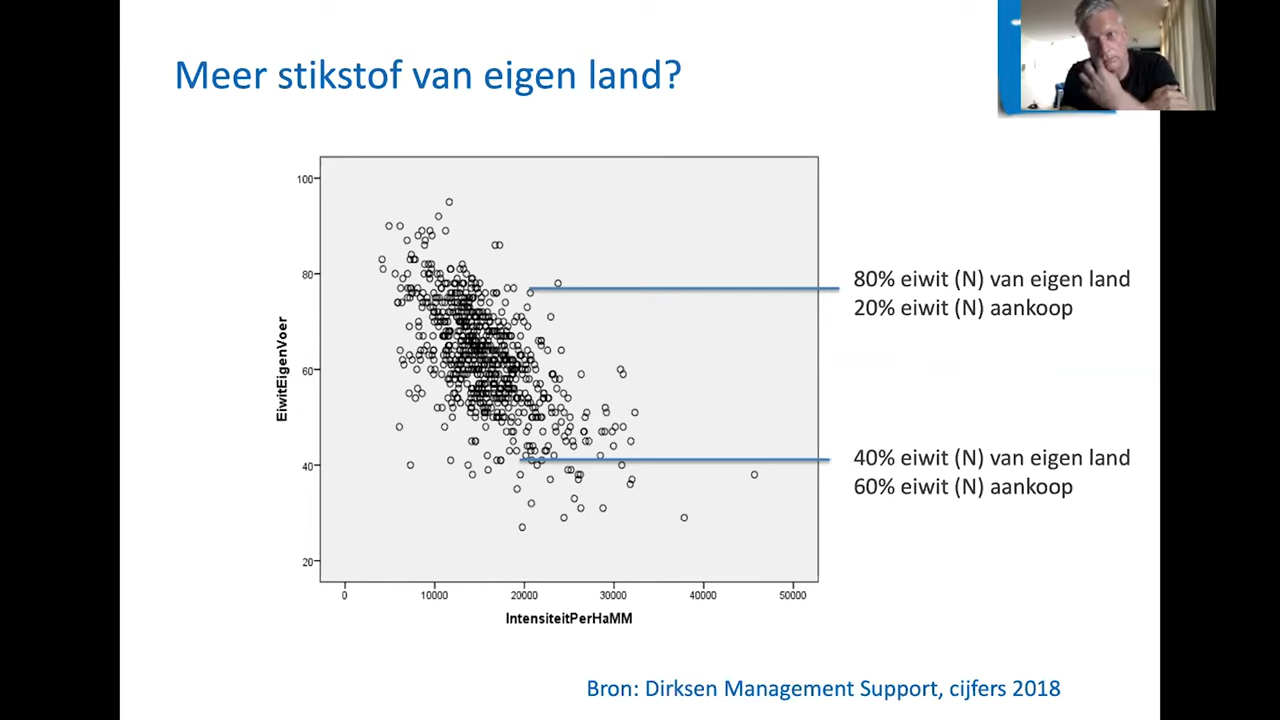 Meer stikstof van eigen land?
100
80
60
40
20
EiwitEigenVoer
0 10000 20000 30000 40000 50000
IntensiteitPerHaMM
80% eiwit (N) van eigen land
20% eiwit (N) aankoop
40% eiwit (N) van eigen land
60% eiwit (N) aankoop
Bron: Dirksen Management Support, cijfers 2018